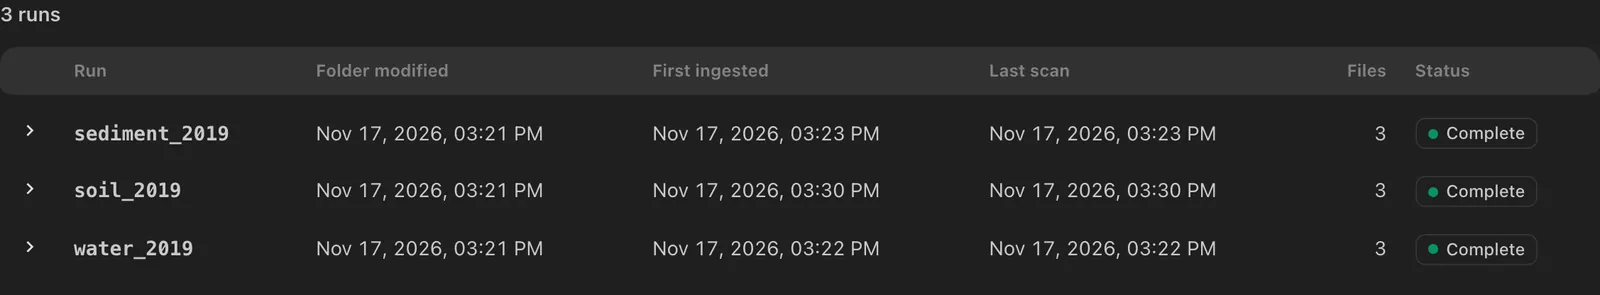 3 runs
Run Folder modified First ingested Last scan Files Status
sediment_2019 Nov 17, 2026, 03:21 PM Nov 17, 2026, 03:23 PM Nov 17, 2026, 03:23 PM 3 Complete
soil_2019 Nov 17, 2026, 03:21 PM Nov 17, 2026, 03:30 PM Nov 17, 2026, 03:30 PM 3 Complete
water_2019 Nov 17, 2026, 03:21 PM Nov 17, 2026, 03:22 PM Nov 17, 2026, 03:22 PM 3 Complete